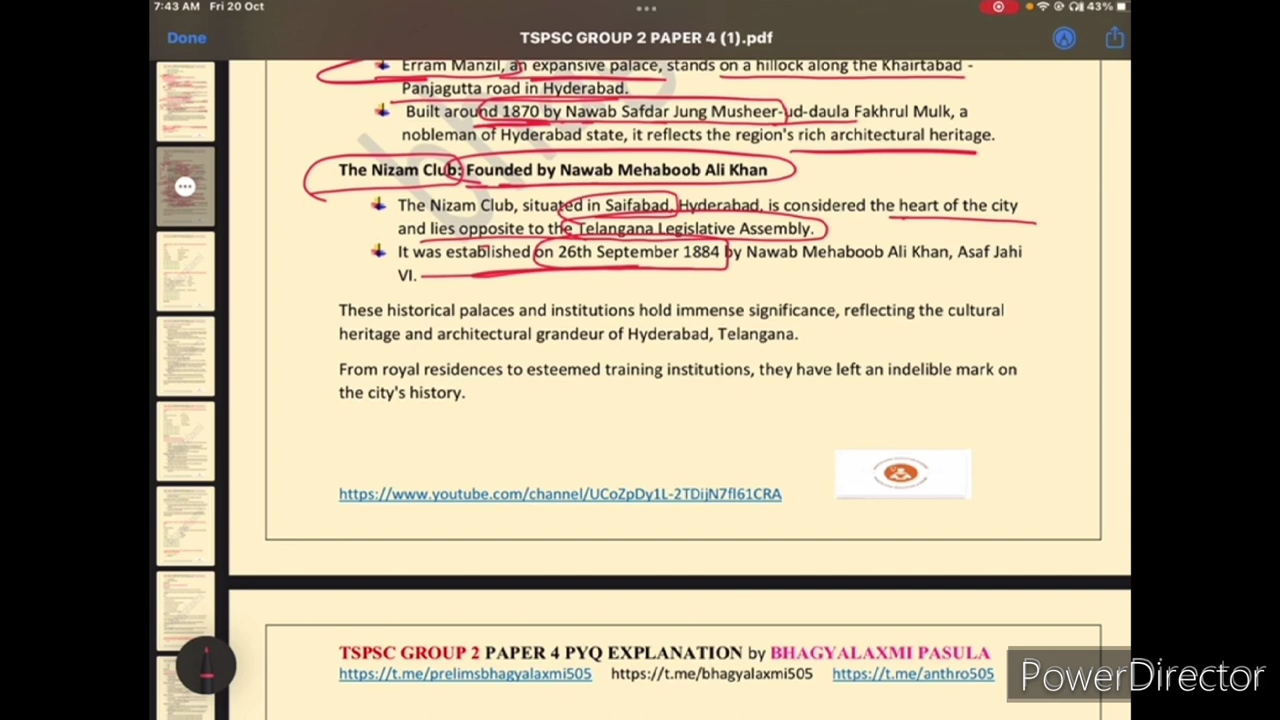 7:43 AM Fri 20 Oct
43%
Done
TSPSC GROUP 2 PAPER 4 (1).pdf
Erram Manzil, an expansive palace, stands on a hillock along the Khairtabad -
Panjagutta road in Hyderabad.
Built around 1870 by Nawab Safdar Jung Musheer-ud-daula Fakhrul Mulk, a
nobleman of Hyderabad state, it reflects the region's rich architectural heritage.
The Nizam Club: Founded by Nawab Mehaboob Ali Khan
The Nizam Club, situated in Saifabad, Hyderabad, is considered the heart of the city
and lies opposite to the Telangana Legislative Assembly.
It was established on 26th September 1884 by Nawab Mehaboob Ali Khan, Asaf Jahi
VI.
These historical palaces and institutions hold immense significance, reflecting the cultural
heritage and architectural grandeur of Hyderabad, Telangana.
From royal residences to esteemed training institutions, they have left an indelible mark on
the city's history.
https://www.youtube.com/channel/UCoZpDy1L-2TDijN7fl61CRA
TSPSC GROUP 2 PAPER 4 PYQ EXPLANATION by BHAGYALAXMI PASULA
https://t.me/prelimsbhagyalaxmi505 https://t.me/bhagyalaxmi505 https://t.me/anthro505
PowerDirector